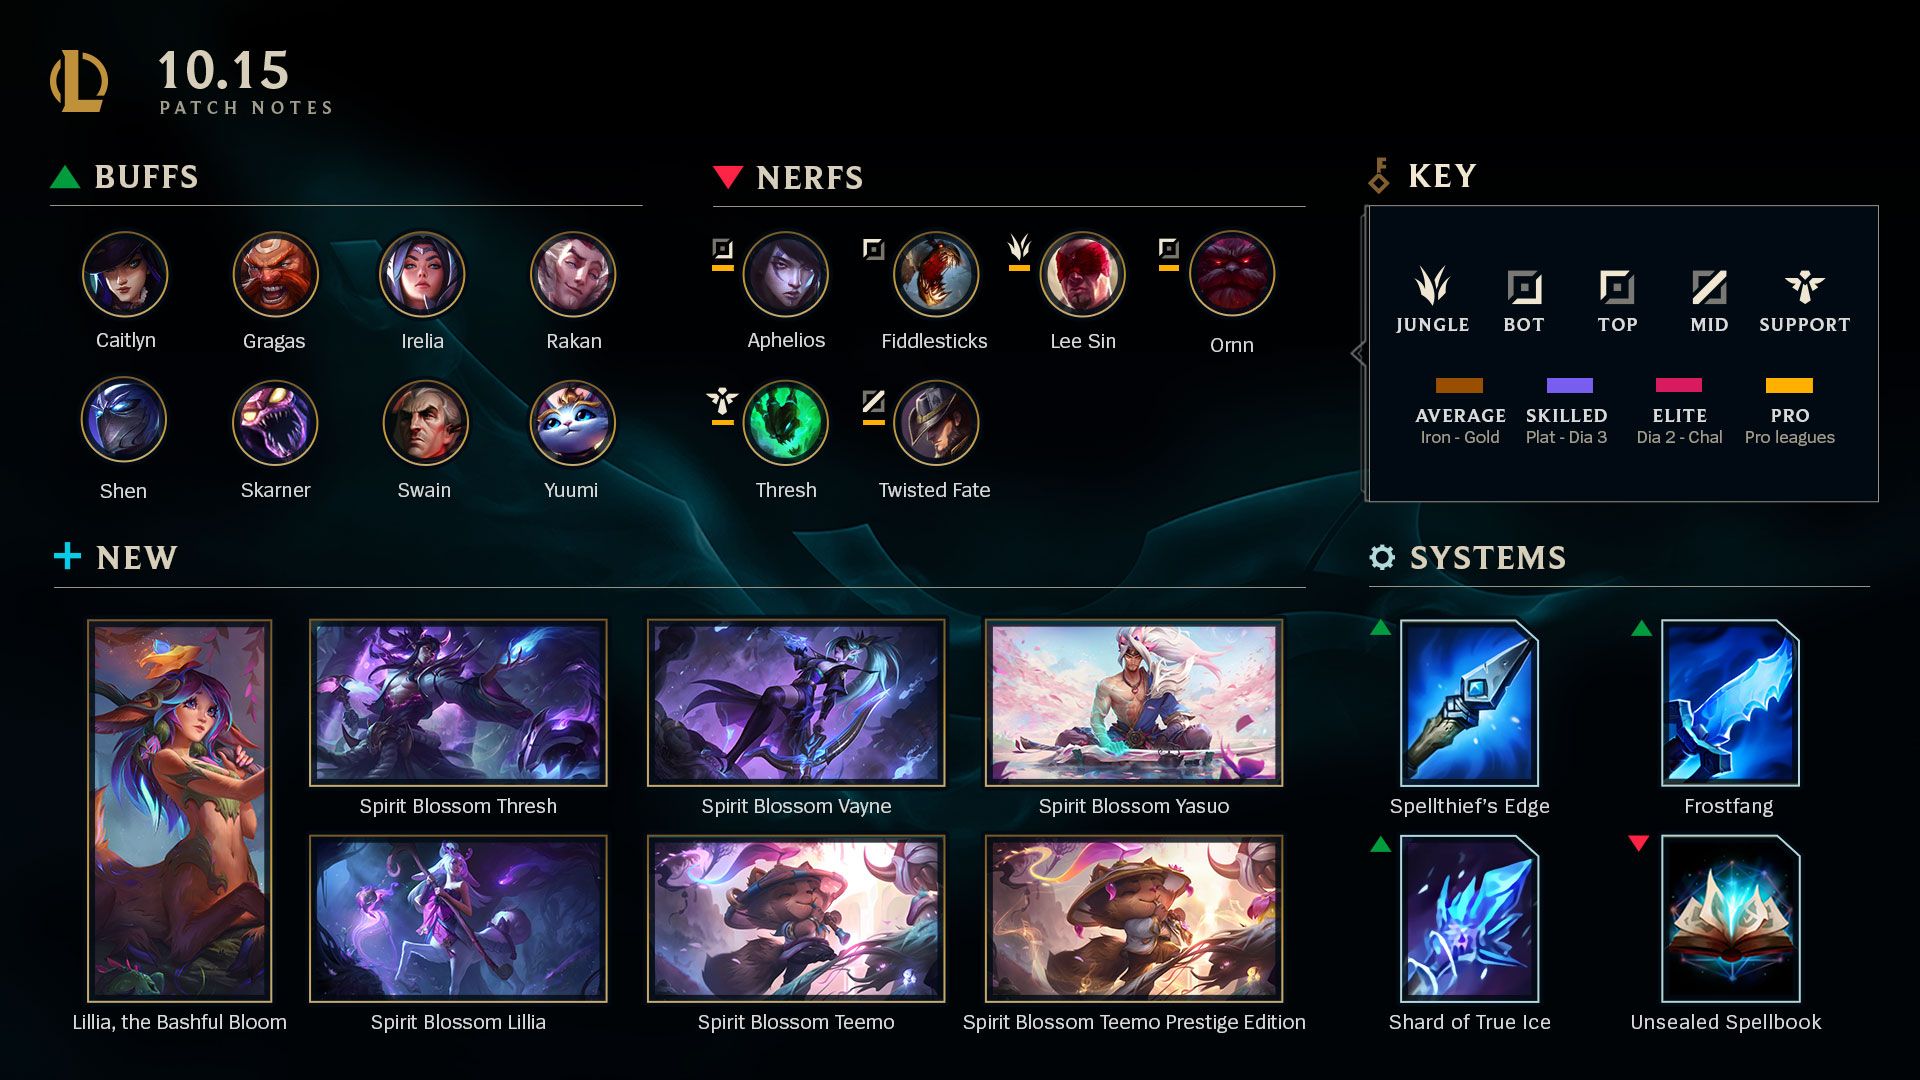 10.15
PATCH NOTES
BUFFS
Caitlyn
Gragas
Irelia
Rakan
Shen
Skarner
Swain
Yuumi
NERFS
Aphelios
Fiddlesticks
Lee Sin
Ornn
Thresh
Twisted Fate
KEY
JUNGLE
BOT
TOP
MID
SUPPORT
AVERAGE
Iron - Gold
SKILLED
Plat - Dia 3
ELITE
Dia 2 - Chal
PRO
Pro leagues
NEW
Lillia, the Bashful Bloom
Spirit Blossom Thresh
Spirit Blossom Vayne
Spirit Blossom Yasuo
Spirit Blossom Lillia
Spirit Blossom Teemo
Spirit Blossom Teemo Prestige Edition
SYSTEMS
Spellthief's Edge
Frostfang
Shard of True Ice
Unsealed Spellbook